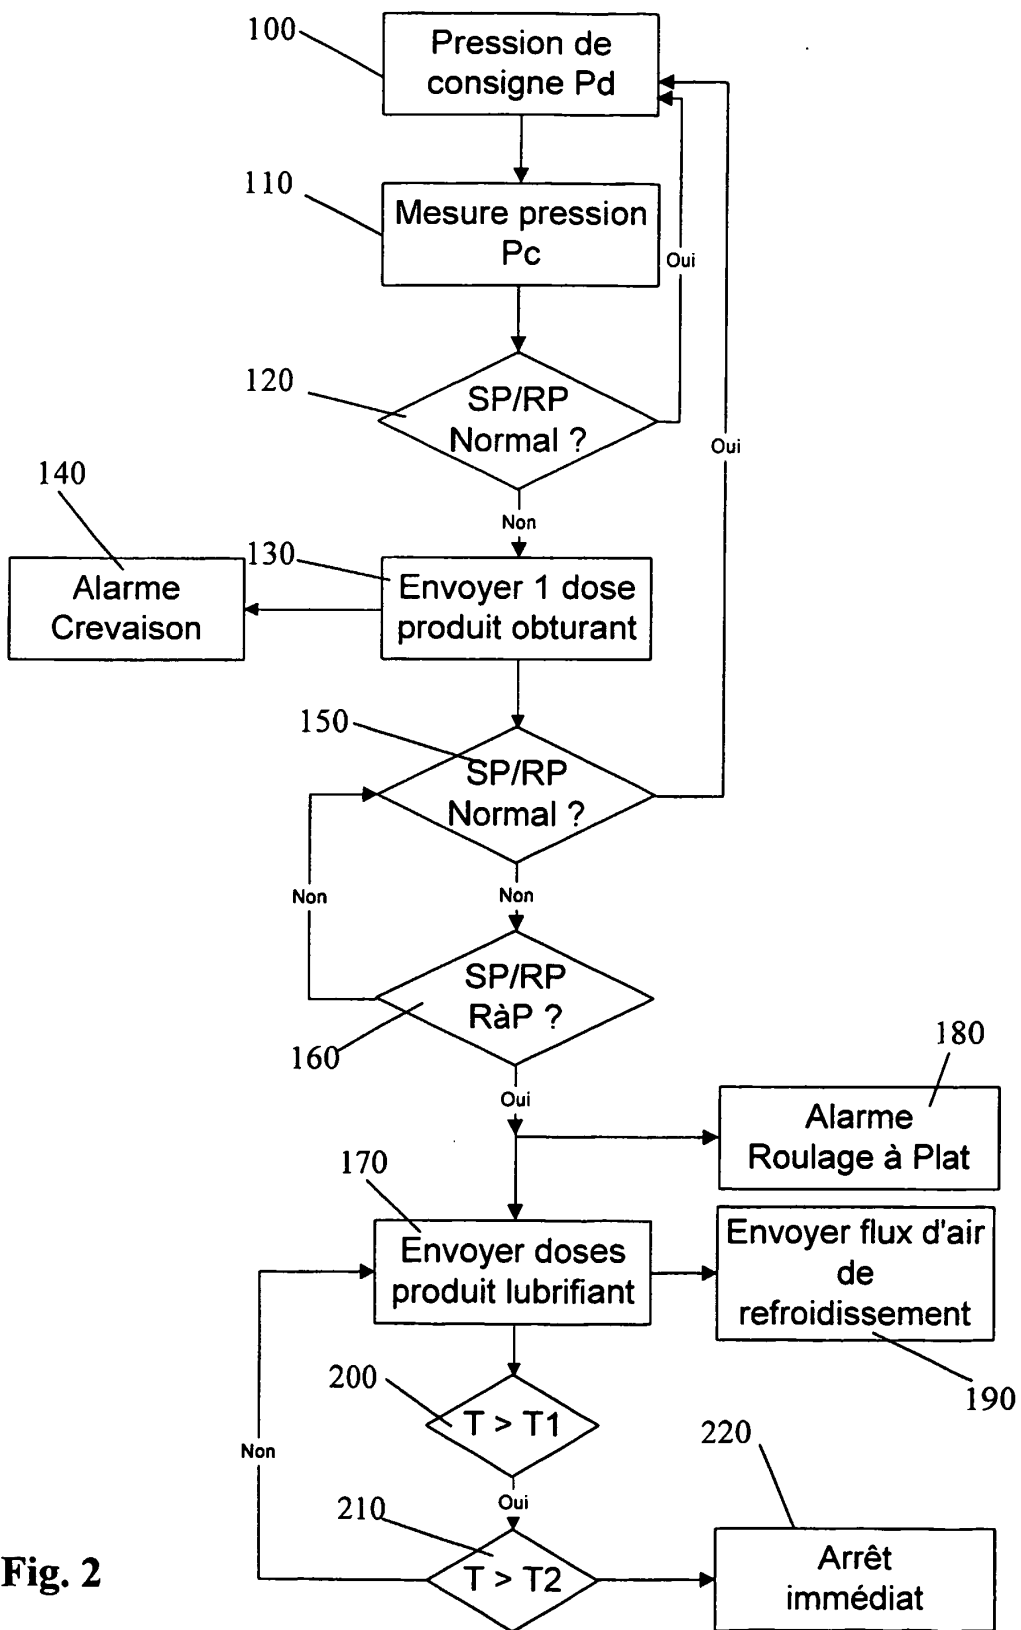 100
Pression de
consigne Pd
110
Mesure pression
Pc
Oui
120
SP/RP
Normal ?
Oui
140
Non
130
Alarme
Crevaison
Envoyer 1 dose
produit obturant
150
SP/RP
Normal ?
Non
Non
SP/RP
RàP ?
160
180
Oui
Alarme
Roulage à Plat
170
Envoyer doses
produit lubrifiant
Envoyer flux d'air
de
refroidissement
200
190
T > T1
Non
220
Oui
210
Fig. 2
T > T2
Arrêt
immédiat